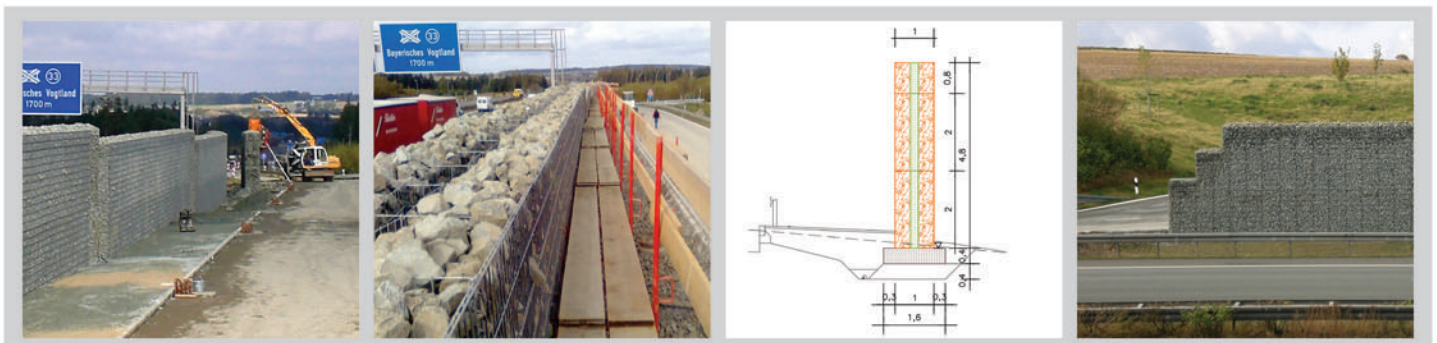 33
sches Vogtland
1700 m
33
Bayerisches Vogtland
1700 m
1
0,8
2
4,8
2
0,4
0,4
0,3 1 0,3
1,6